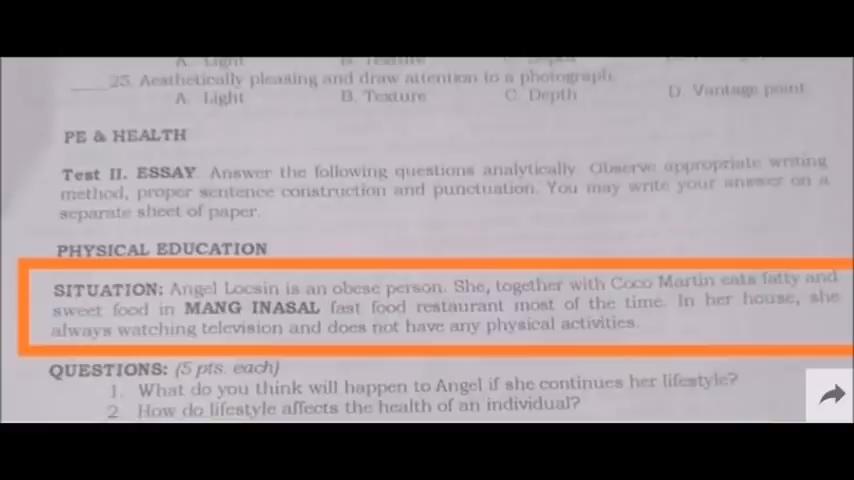 A. Light B. Texture C. Depth
25. Aesthetically pleasing and draw attention to a photograph.
A. Light B. Texture C. Depth D. Vantage point
PE & HEALTH
Test II. ESSAY. Answer the following questions analytically. Observe appropriate writing
method, proper sentence construction and punctuation. You may write your answer on a
separate sheet of paper.
PHYSICAL EDUCATION
SITUATION: Angel Locsin is an obese person. She, together with Coco Martin eats fatty and
sweet food in MANG INASAL fast food restaurant most of the time. In her house, she
always watching television and does not have any physical activities.
QUESTIONS: (5 pts. each)
1. What do you think will happen to Angel if she continues her lifestyle?
2. How do lifestyle affects the health of an individual?